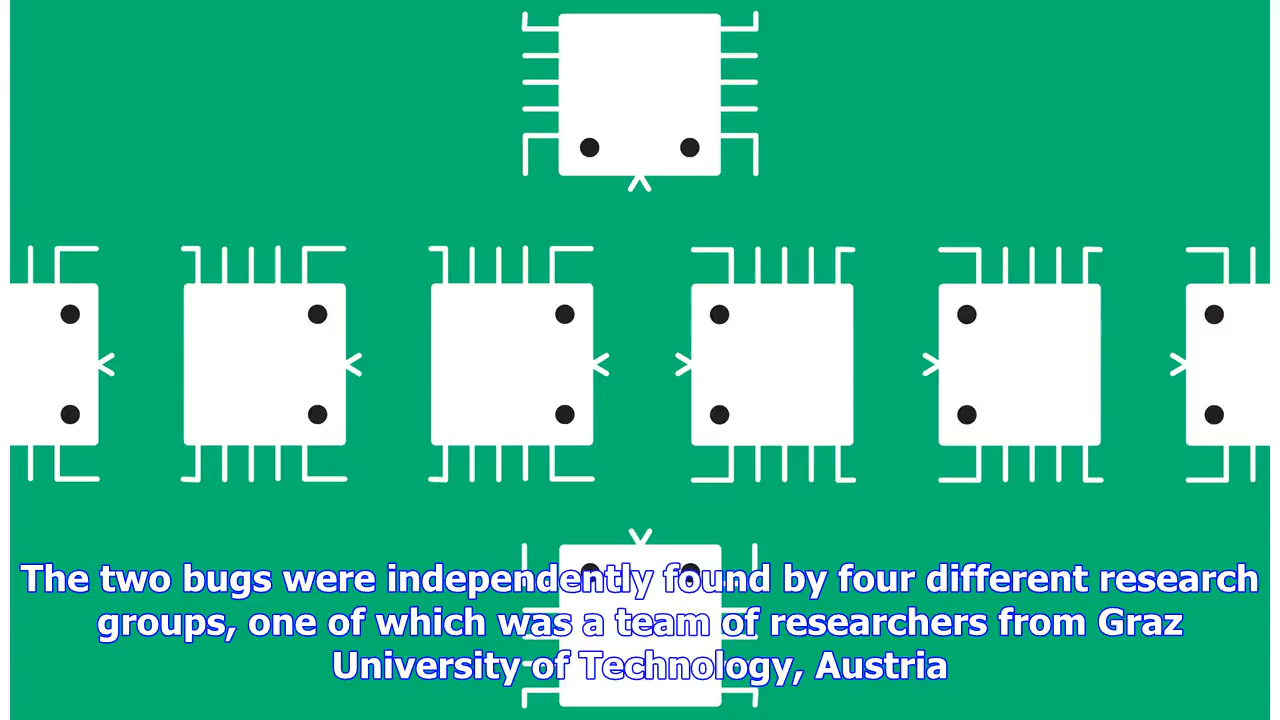 The two bugs were independently found by four different research
groups, one of which was a team of researchers from Graz
University of Technology, Austria